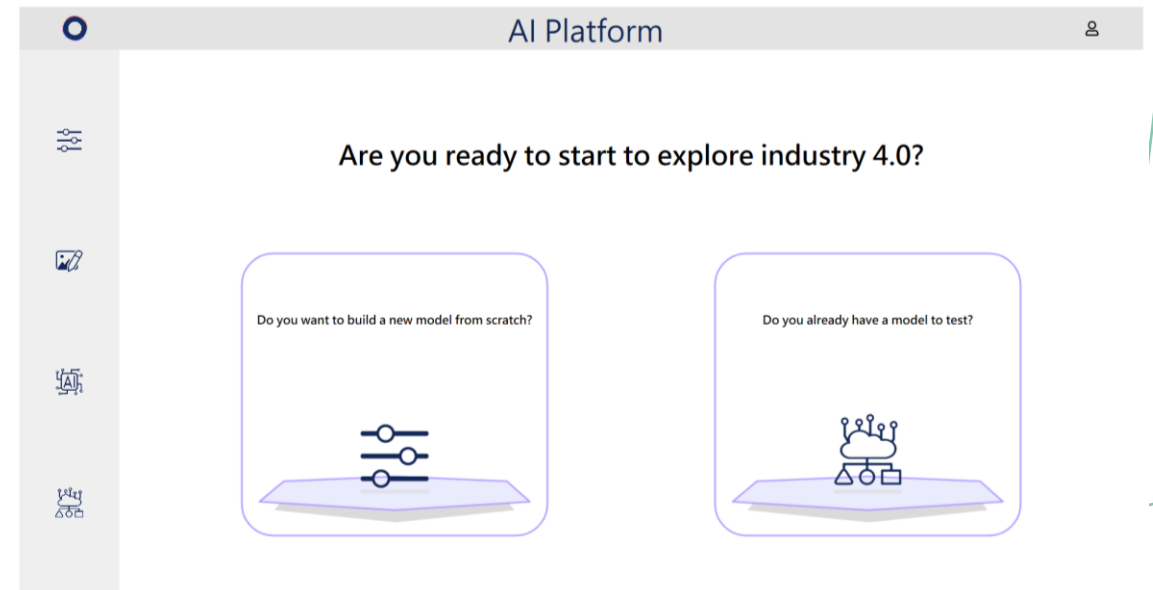 AI Platform
Are you ready to start to explore industry 4.0?
Do you want to build a new model from scratch?
Do you already have a model to test?
AI